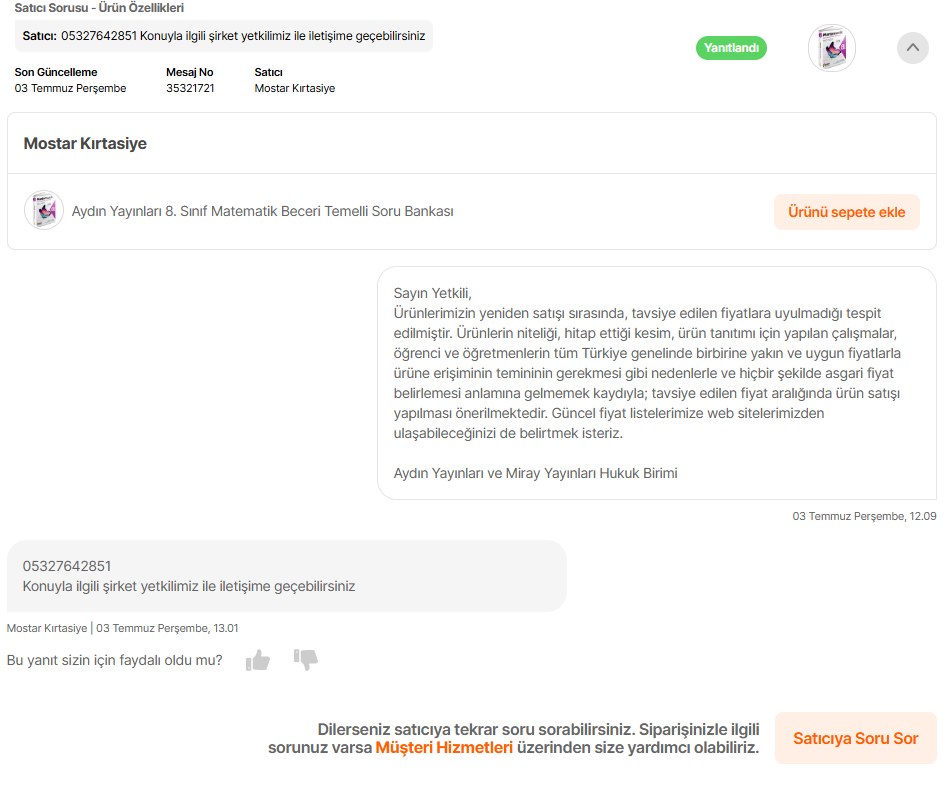 Satıcı Sorusu - Ürün Özellikleri
Satıcı: 05327642851 Konuyla ilgili şirket yetkilimiz ile iletişime geçebilirsiniz
Yanıtlandı
Son Güncelleme Mesaj No Satıcı
03 Temmuz Perşembe 35321721 Mostar Kırtasiye
Mostar Kırtasiye
Aydın Yayınları 8. Sınıf Matematik Beceri Temelli Soru Bankası
Ürünü sepete ekle
Sayın Yetkili,
Ürünlerimizin yeniden satışı sırasında, tavsiye edilen fiyatlara uyulmadığı tespit
edilmiştir. Ürünlerin niteliği, hitap ettiği kesim, ürün tanıtımı için yapılan çalışmalar,
öğrenci ve öğretmenlerin tüm Türkiye genelinde birbirine yakın ve uygun fiyatlarla
ürüne erişiminin temininin gerekmesi gibi nedenlerle ve hiçbir şekilde asgari fiyat
belirlemesi anlamına gelmemek kaydıyla; tavsiye edilen fiyat aralığında ürün satışı
yapılması önerilmektedir. Güncel fiyat listelerimize web sitelerimizden
ulaşabileceğinizi de belirtmek isteriz.
Aydın Yayınları ve Miray Yayınları Hukuk Birimi
03 Temmuz Perşembe, 12.09
05327642851
Konuyla ilgili şirket yetkilimiz ile iletişime geçebilirsiniz
Mostar Kırtasiye | 03 Temmuz Perşembe, 13.01
Bu yanıt sizin için faydalı oldu mu?
Dilerseniz satıcıya tekrar soru sorabilirsiniz. Siparişinizle ilgili
sorunuz varsa Müşteri Hizmetleri üzerinden size yardımcı olabiliriz.
Satıcıya Soru Sor